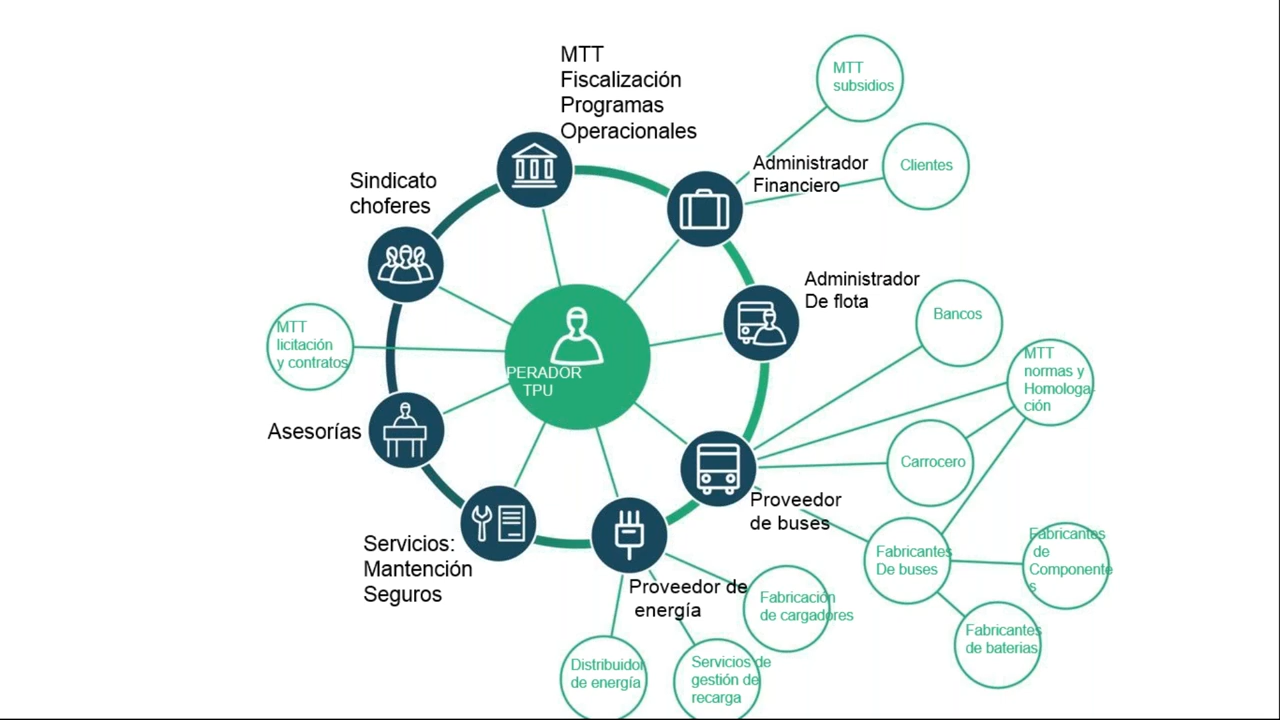 MTT
Fiscalización
Programas
Operacionales
MTT
subsidios
Administrador
Financiero
Clientes
Sindicato
choferes
Administrador
De flota
Bancos
MTT
licitación
y contratos
MTT
normas y
Homologa-
ción
PERADOR
TPU
Asesorías
Carrocero
Proveedor
de buses
Servicios:
Mantención
Seguros
Fabricantes
De buses
Fabricantes
de
Componente
s
Proveedor de
energía
Fabricación
de cargadores
Fabricantes
de baterias
Distribuidor
de energía
Servicios de
gestión de
recarga